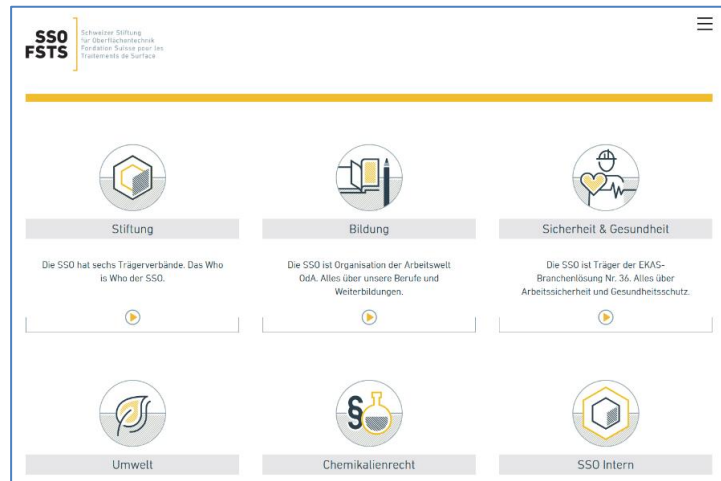 SSO
FSTS
Schweizer Stiftung
für Oberflächentechnik
Fondation Suisse pour les
Traitements de Surface
Stiftung
Bildung
Sicherheit & Gesundheit
Die SSO hat sechs Trägerverbände. Das Who
is Who der SSO.
Die SSO ist Organisation der Arbeitswelt
OdA. Alles über unsere Berufe und
Weiterbildungen.
Die SSO ist Träger der EKAS-
Branchenlösung Nr. 36. Alles über
Arbeitssicherheit und Gesundheitsschutz.
§
Umwelt
Chemikalienrecht
SSO Intern